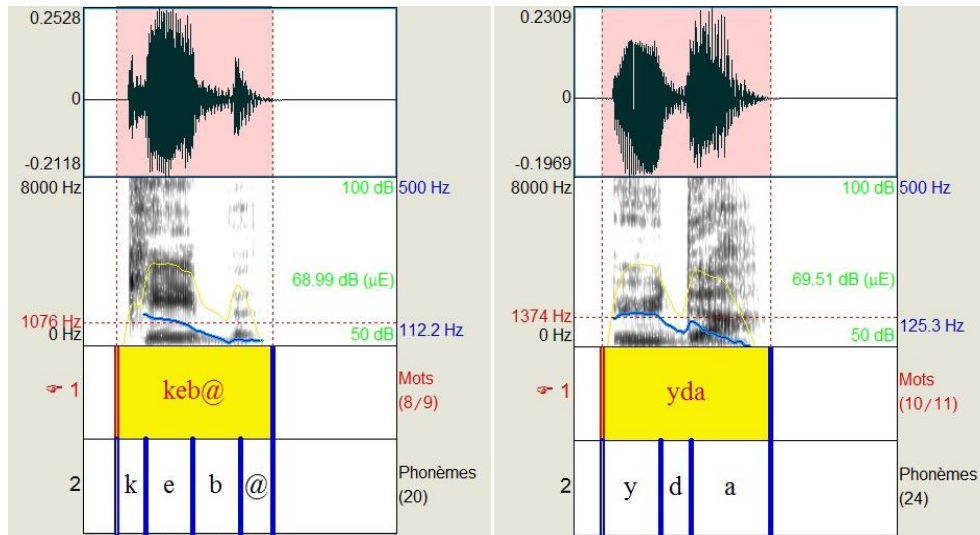 0.2528
0
-0.2118
8000 Hz
100 dB
500 Hz
68.99 dB (µE)
1076 Hz
0 Hz
50 dB
112.2 Hz
☞ 1
keb@
Mots
(8/9)
2
k e b @
Phonèmes
(20)
0.2309
0
-0.1969
8000 Hz
100 dB
500 Hz
69.51 dB (µE)
1374 Hz
0 Hz
50 dB
125.3 Hz
☞ 1
yda
Mots
(10/11)
2
y d a
Phonèmes
(24)